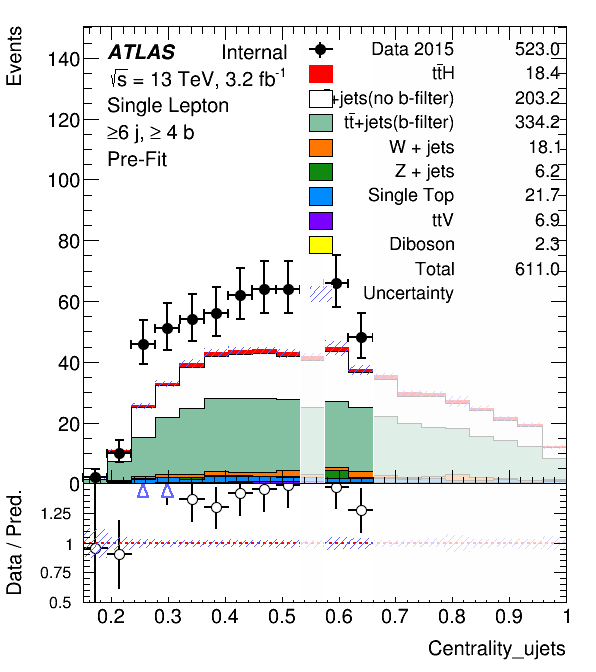 Events
ATLAS Internal
√s = 13 TeV, 3.2 fb⁻¹
Single Lepton
≥6 j, ≥ 4 b
Pre-Fit
Data 2015 523.0
tt̄H 18.4
+jets(no b-filter) 203.2
tt̄+jets(b-filter) 334.2
W + jets 18.1
Z + jets 6.2
Single Top 21.7
ttV 6.9
Diboson 2.3
Total 611.0
Uncertainty
140
120
100
80
60
40
20
0
Data / Pred.
1.25
1
0.75
0.5
0.2 0.3 0.4 0.5 0.6 0.7 0.8 0.9 1
Centrality_ujets